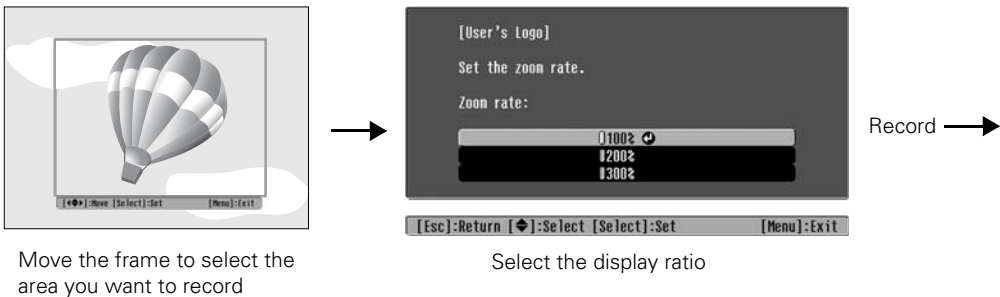 [User's Logo]
Set the zoom rate.
Zoom rate:
100%
200%
300%
Record
[◄◆►]:Move [Select]:Set [Menu]:Exit
[Esc]:Return [◆]:Select [Select]:Set [Menu]:Exit
Move the frame to select the
area you want to record
Select the display ratio